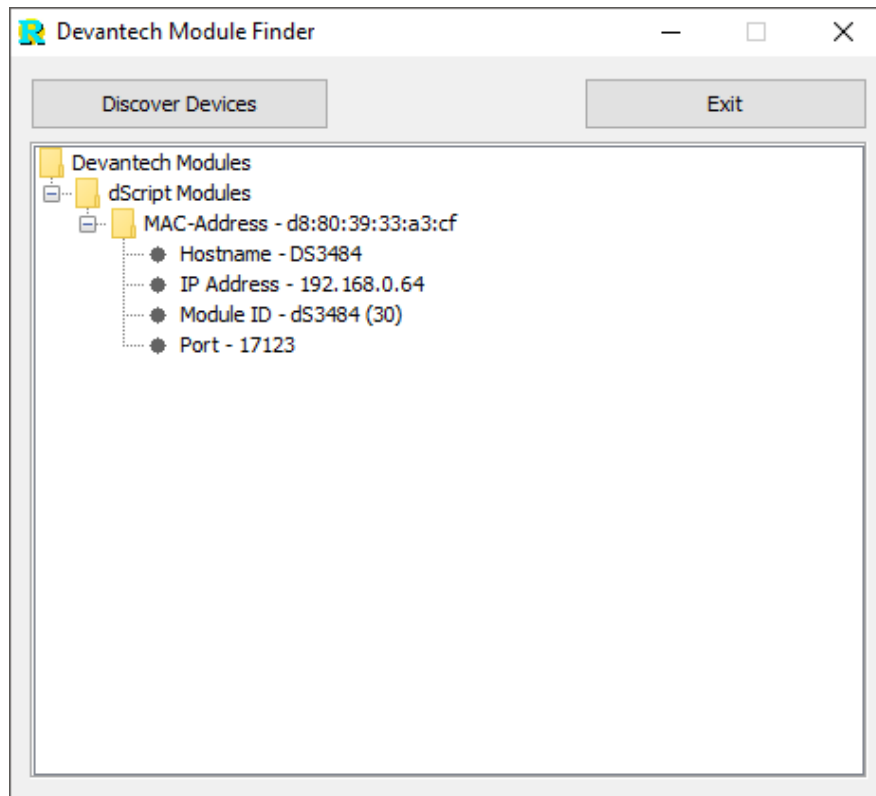 Devantech Module Finder
Discover Devices
Exit
Devantech Modules
dScript Modules
MAC-Address - d8:80:39:33:a3:cf
Hostname - DS3484
IP Address - 192.168.0.64
Module ID - dS3484 (30)
Port - 17123